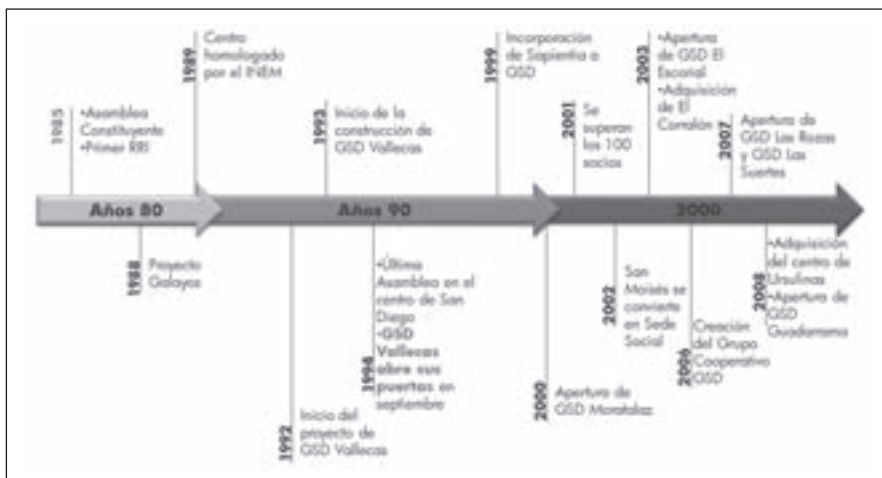 1985
•Asamblea
Constituyente
•Primer RRI
1989
Centro
homologado
por el INEM
1993
Inicio de la
construcción de
GSD Vallecas
1999
Incorporación
de Sapientia a
GSD
2001
Se
superan
los 100
socios
2003
•Apertura
de GSD El
Escorial
•Adquisición
de El
Corralón
2007
Apertura de
GSD Las Rozas
y GSD Las
Suertes
Años 80
Años 90
2000
1988
Proyecto
Galayos
1992
Inicio del
proyecto de
GSD Vallecas
1994
•Última
Asamblea en el
centro de San
Diego
•GSD
Vallecas
abre sus
puertas en
septiembre
2000
Apertura de
GSD Moratalaz
2002
San
Moisés se
convierte
en Sede
Social
2006
Creación
del Grupo
Cooperativo
GSD
2008
•Adquisición
del centro de
Ursulinas
•Apertura de
GSD
Guadarrama